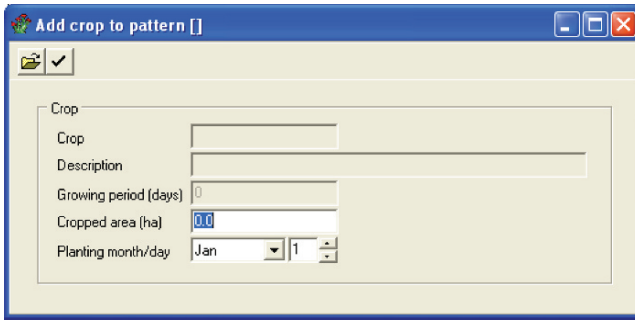 Add crop to pattern []
Crop
Crop
Description
Growing period (days) 0
Cropped area (ha) 0.0
Planting month/day Jan 1